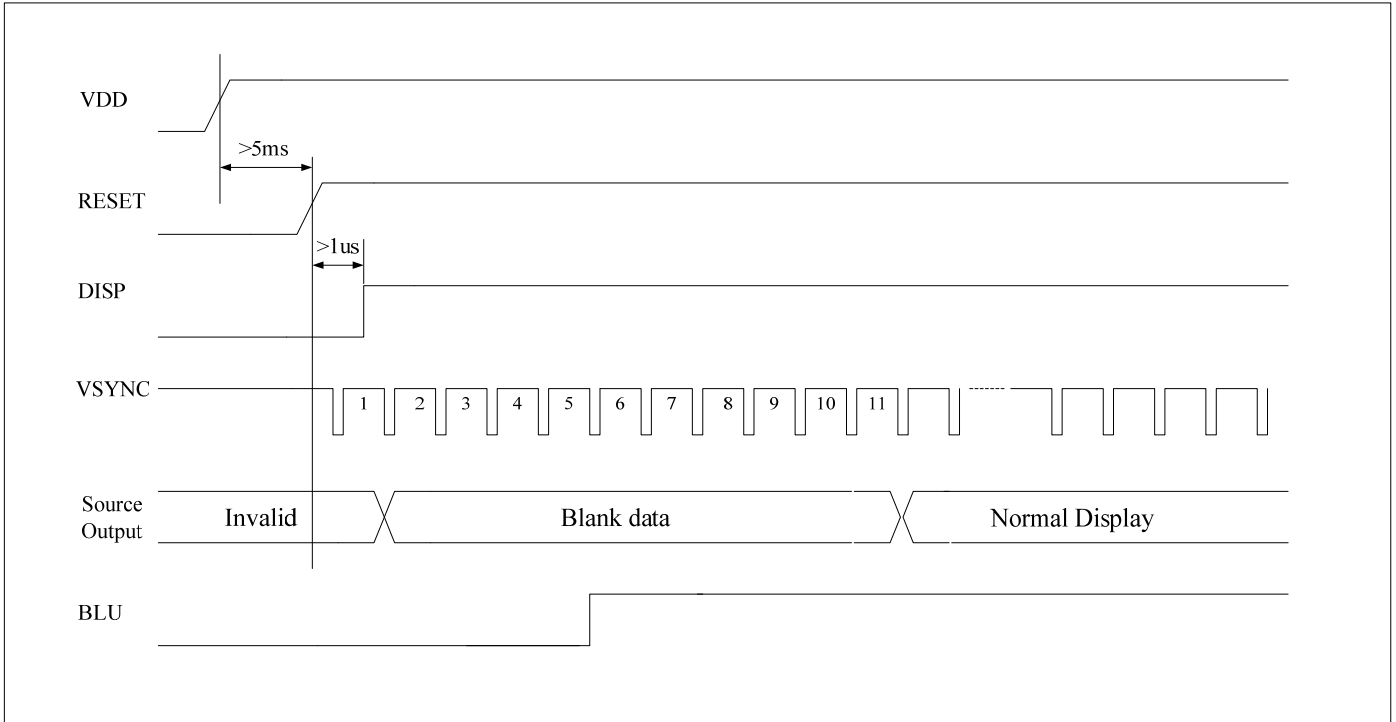 VDD
>5ms
RESET
>1us
DISP
VSYNC
1 2 3 4 5 6 7 8 9 10 11
Source
Output
Invalid
Blank data
Normal Display
BLU